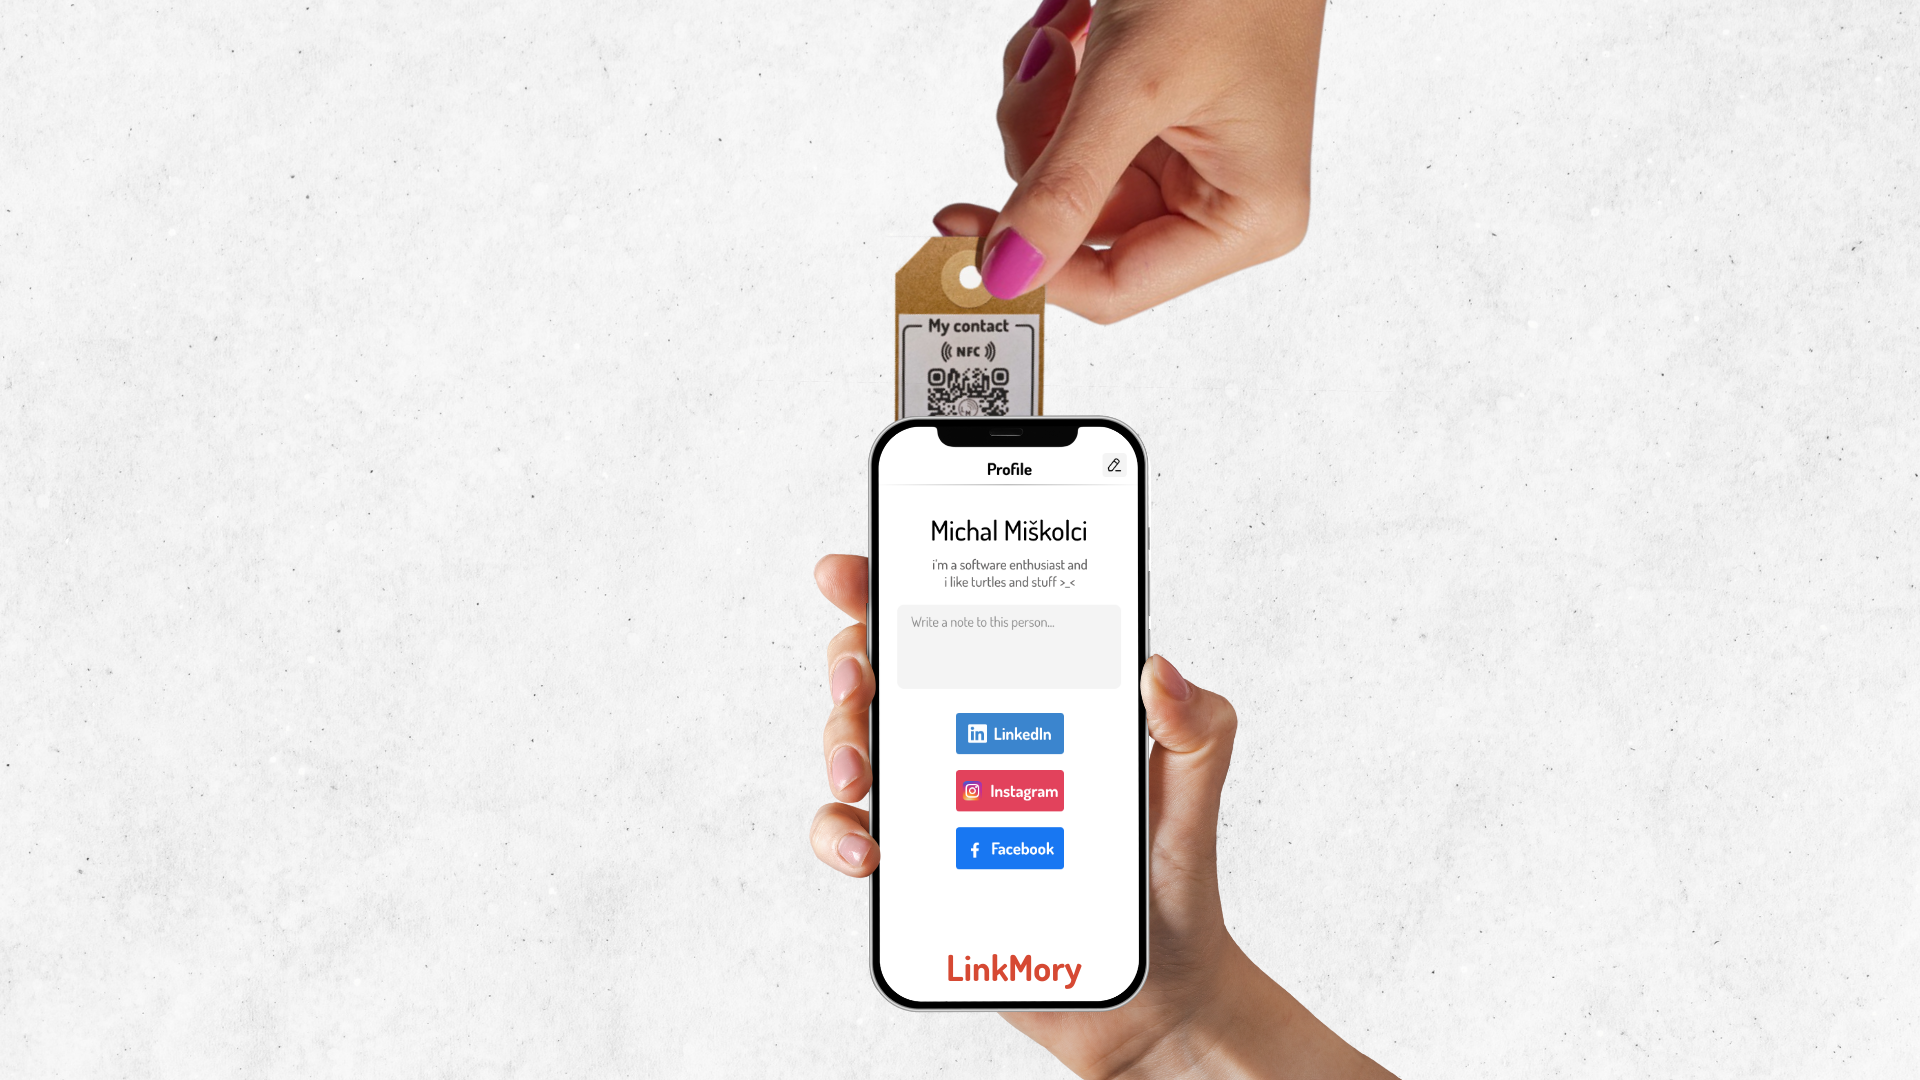 My contact
NFC
Profile
Michal Miškolci
i'm a software enthusiast and
i like turtles and stuff >_<
Write a note to this person...
in LinkedIn
Instagram
f Facebook
LinkMory